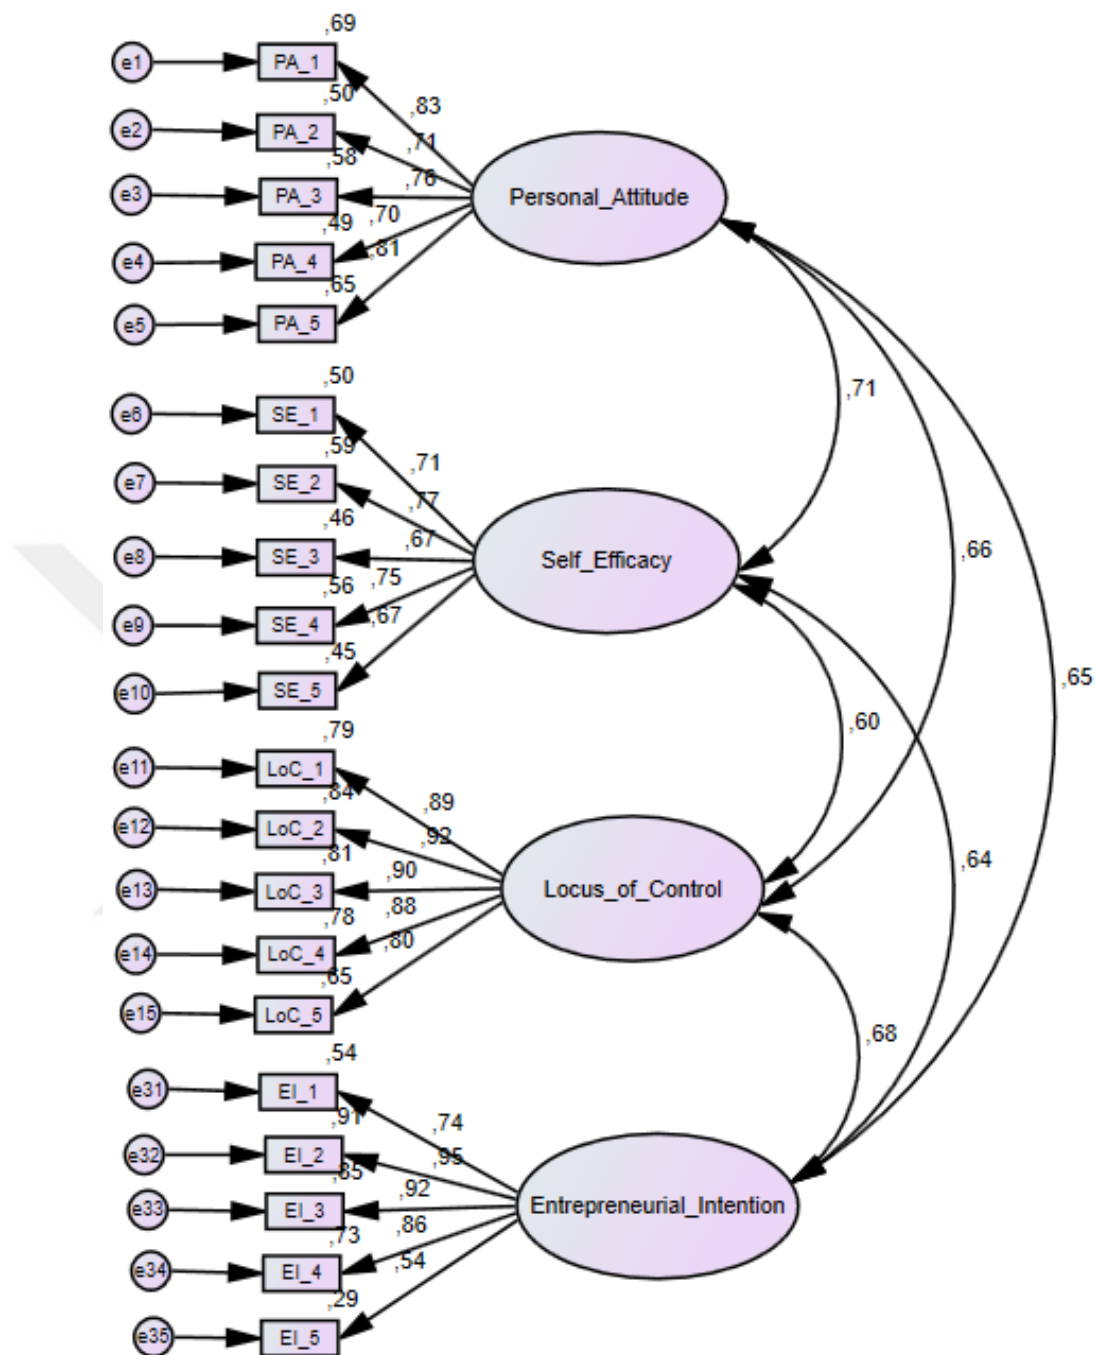 ,69
e1 PA_1
,83
,50
e2 PA_2
,71
,58
e3 PA_3
,76
Personal_Attitude
,49
,70
e4 PA_4
,81
,65
e5 PA_5
,71
,50
e6 SE_1
,59
,71
e7 SE_2
,77
,46
e8 SE_3
,67
Self_Efficacy
,66
,56
,75
e9 SE_4
,67
,45
e10 SE_5
,65
,60
,79
e11 LoC_1
,84
,89
e12 LoC_2
,92
,81
e13 LoC_3
,90
Locus_of_Control
,64
,78
,88
e14 LoC_4
,80
,65
e15 LoC_5
,68
,54
e31 EI_1
,91
,74
e32 EI_2
,95
,85
e33 EI_3
,92
Entrepreneurial_Intention
,73
,86
e34 EI_4
,54
,29
e35 EI_5